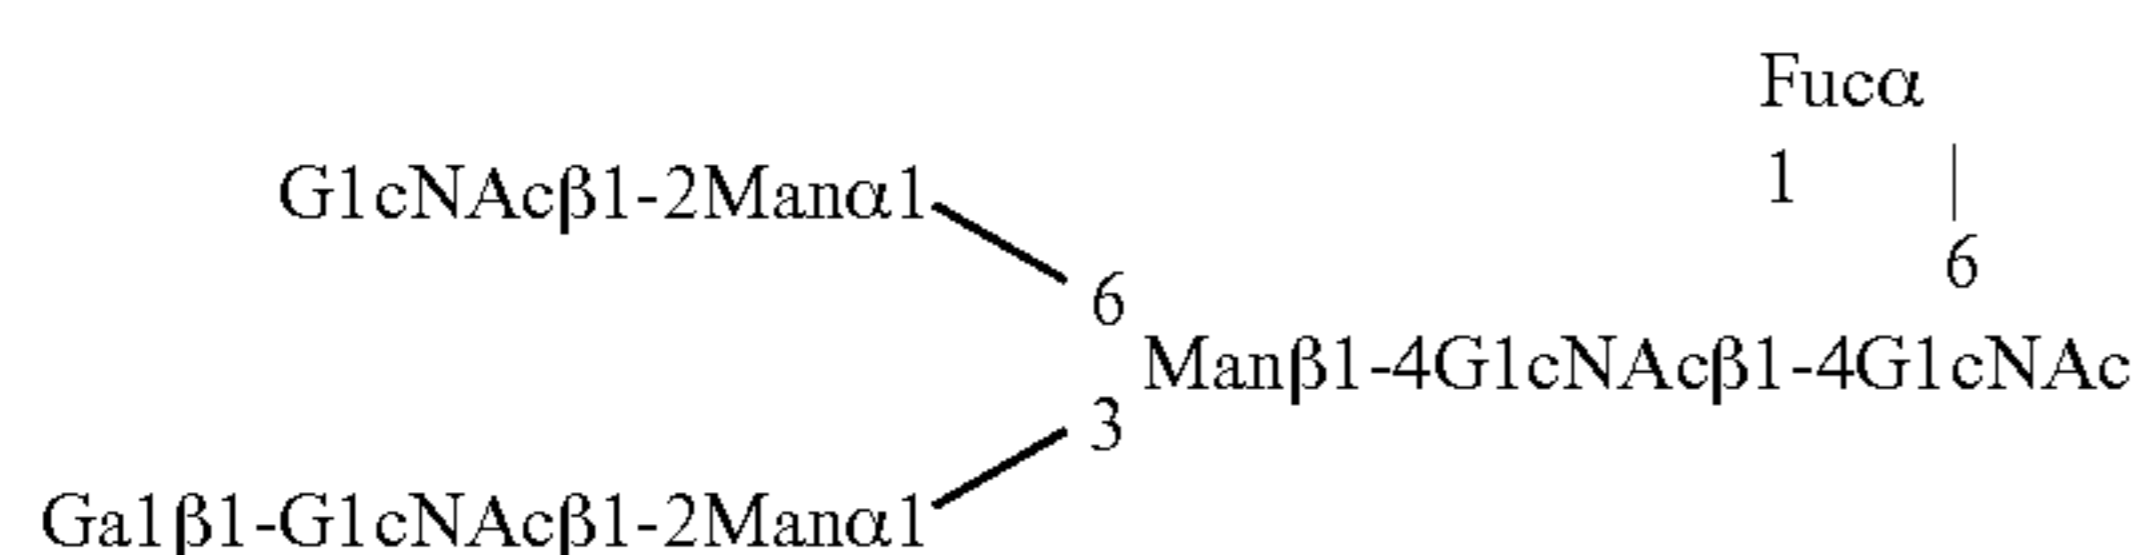 Fucα
G1cNAcβ1-2Manα1
1
6
6
Manβ1-4G1cNAcβ1-4G1cNAc
3
Ga1β1-G1cNAcβ1-2Manα1